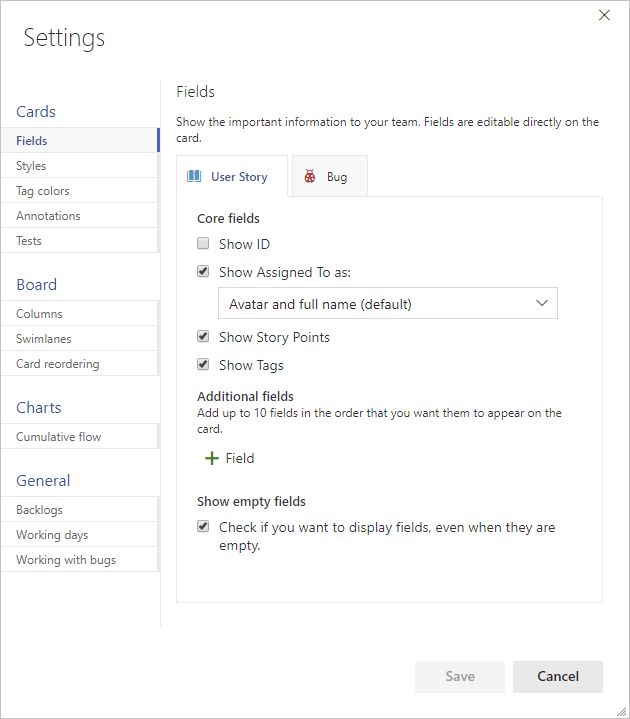 Settings
Cards
Fields
Styles
Tag colors
Annotations
Tests
Board
Columns
Swimlanes
Card reordering
Charts
Cumulative flow
General
Backlogs
Working days
Working with bugs
Fields
Show the important information to your team. Fields are editable directly on the
card.
User Story
Bug
Core fields
Show ID
Show Assigned To as:
Avatar and full name (default)
Show Story Points
Show Tags
Additional fields
Add up to 10 fields in the order that you want them to appear on the
card.
Field
Show empty fields
Check if you want to display fields, even when they are
empty.
Save
Cancel